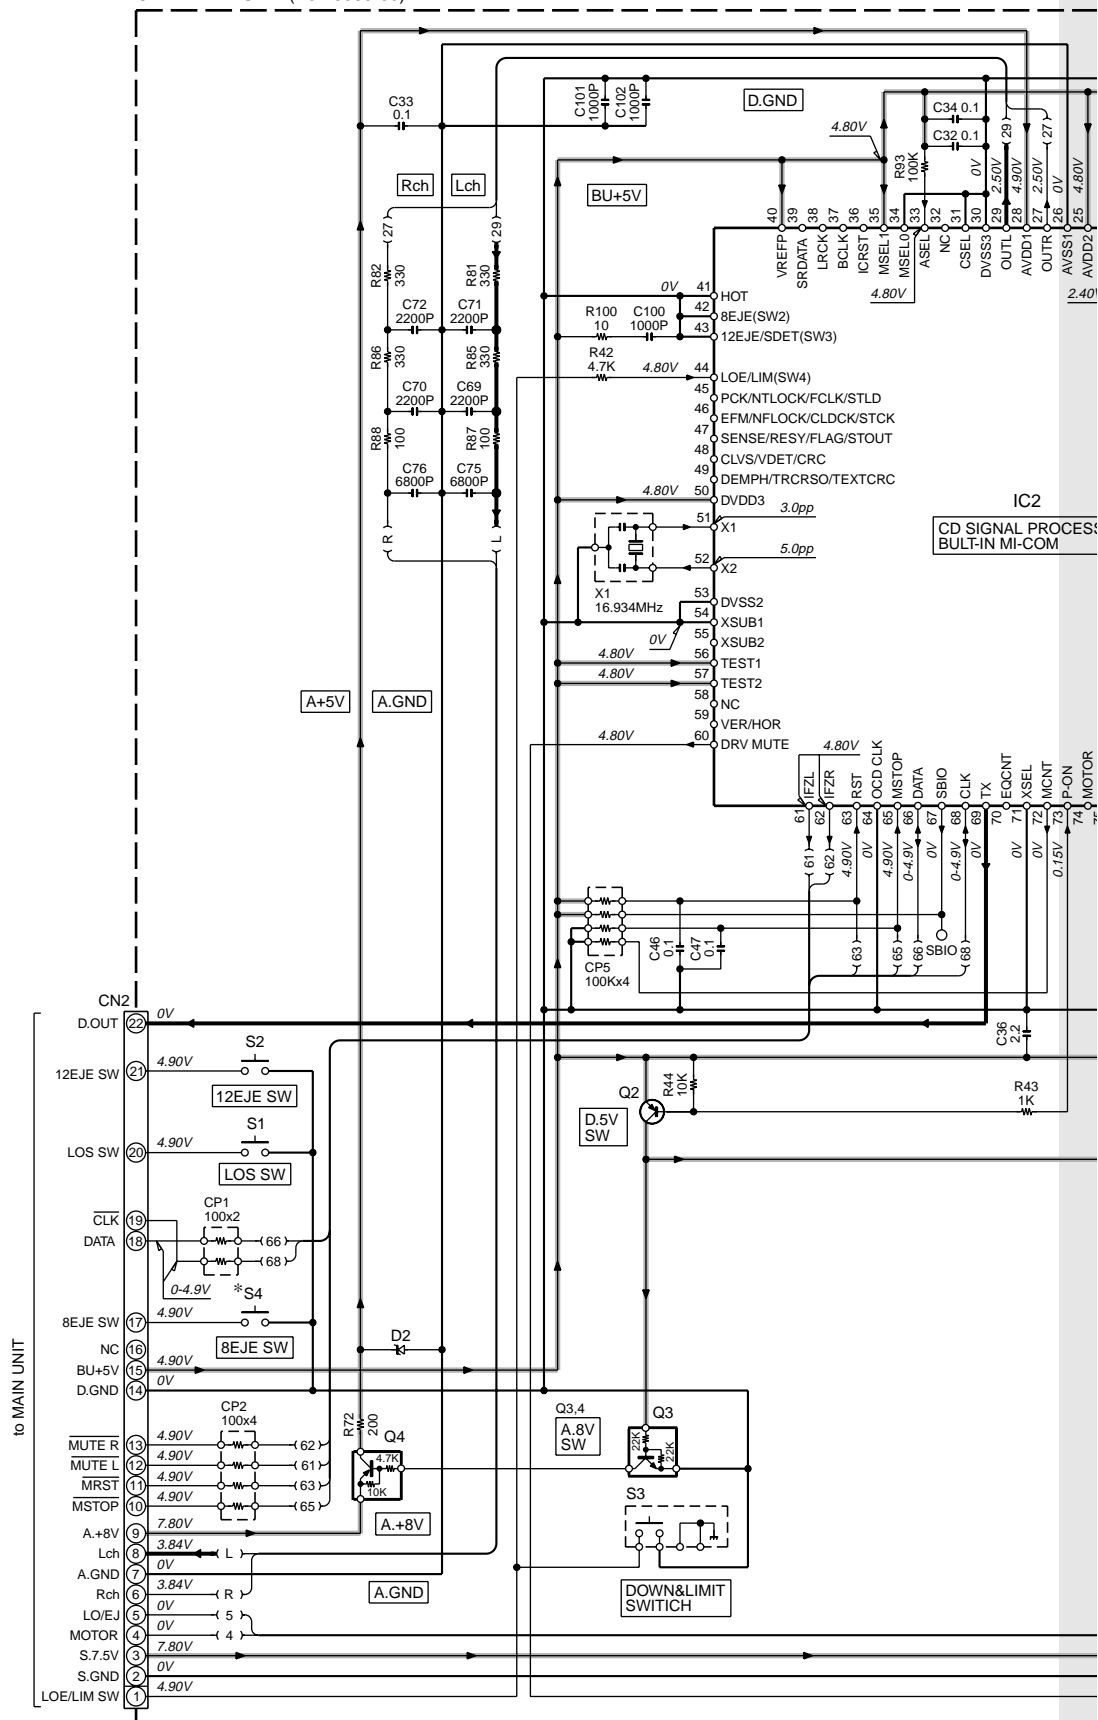 C33
0.1
C101
1000P
C102
1000P
D.GND
C34 0.1
C32 0.1
4.80V
R93
100K
0V
2.50V
29
4.90V
2.50V
27
0V
4.80V
Rch
Lch
BU+5V
27
29
40
39
38
37
36
35
34
33
32
31
30
29
28
27
26
25
VREFP
SRDATA
LRCK
BCLK
ICRST
MSEL1
MSEL0
ASEL
NC
CSEL
DVSS3
OUTL
AVDD1
OUTR
AVSS1
AVDD2
4.80V
2.40V
R82
330
R81
330
C72
2200P
C71
2200P
R86
330
R85
330
C70
2200P
C69
2200P
R88
100
R87
100
C76
6800P
C75
6800P
R
L
0V
41
HOT
R100
10
C100
1000P
42
8EJE(SW2)
43
12EJE/SDET(SW3)
R42
4.7K
4.80V
44
LOE/LIM(SW4)
45
PCK/NTLOCK/FCLK/STLD
46
EFM/NFLOCK/CLDCK/STCK
47
SENSE/RESY/FLAG/STOUT
48
CLVS/VDET/CRC
49
DEMPH/TRCRSO/TEXTCRC
4.80V
50
DVDD3
IC2
CD SIGNAL PROCESS
BULT-IN MI-COM
3.0pp
51
X1
5.0pp
52
X2
X1
16.934MHz
53
DVSS2
54
XSUB1
0V
55
XSUB2
4.80V
56
TEST1
4.80V
57
TEST2
58
NC
59
VER/HOR
4.80V
60
DRV MUTE
A+5V
A.GND
4.80V
IFZL
IFZR
RST
OCD CLK
MSTOP
DATA
SBIO
CLK
TX
EQCNT
XSEL
MCNT
P-ON
MOTOR
61
62
63
64
65
66
67
68
69
70
71
72
73
74
75
61
62
4.90V
0V
4.90V
0-4.9V
0V
0-4.9V
0V
0V
0V
0.15V
CP5
100Kx4
C46
0.1
C47
0.1
63
65
66
SBIO
68
CN2
to MAIN UNIT
D.OUT
22
0V
C36
2.2
12EJE SW
21
4.90V
S2
12EJE SW
Q2
R44
10K
R43
1K
D.5V
SW
LOS SW
20
4.90V
S1
LOS SW
CLK
19
DATA
18
CP1
100x2
66
68
0-4.9V
*S4
8EJE SW
17
4.90V
8EJE SW
NC
16
D2
BU+5V
15
4.90V
D.GND
14
0V
CP2
100x4
R72
200
Q4
4.7K
10K
Q3,4
A.8V
SW
Q3
22K
22K
MUTE R
13
4.90V
62
MUTE L
12
4.90V
61
MRST
11
4.90V
63
MSTOP
10
4.90V
65
A.+8V
S3
A.+8V
9
7.80V
Lch
8
3.84V
L
A.GND
7
0V
Rch
6
3.84V
R
A.GND
DOWN&LIMIT
SWITICH
LO/EJ
5
0V
5
MOTOR
4
0V
4
S.7.5V
3
7.80V
S.GND
2
0V
LOE/LIM SW
1
4.90V